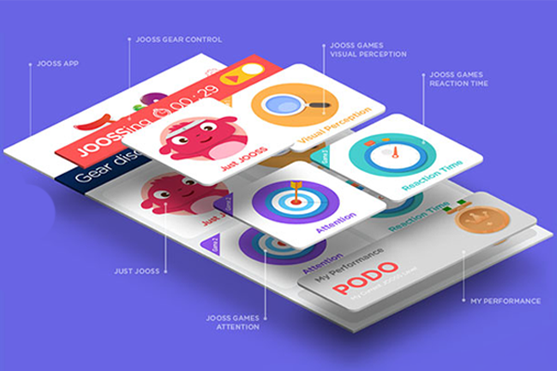 JOOSS APP
JOOSS GEAR CONTROL
JOOSS GAMES
VISUAL PERCEPTION
JOOSS GAMES
REACTION TIME
JOOSSing 00 : 29
Gear disc
Just JOOSS
Visual Perception
Reaction Time
Attention
Just J
Reaction Time
Attention
My Performance
PODO
JUST JOOSS
JOOSS GAMES
ATTENTION
MY PERFORMANCE